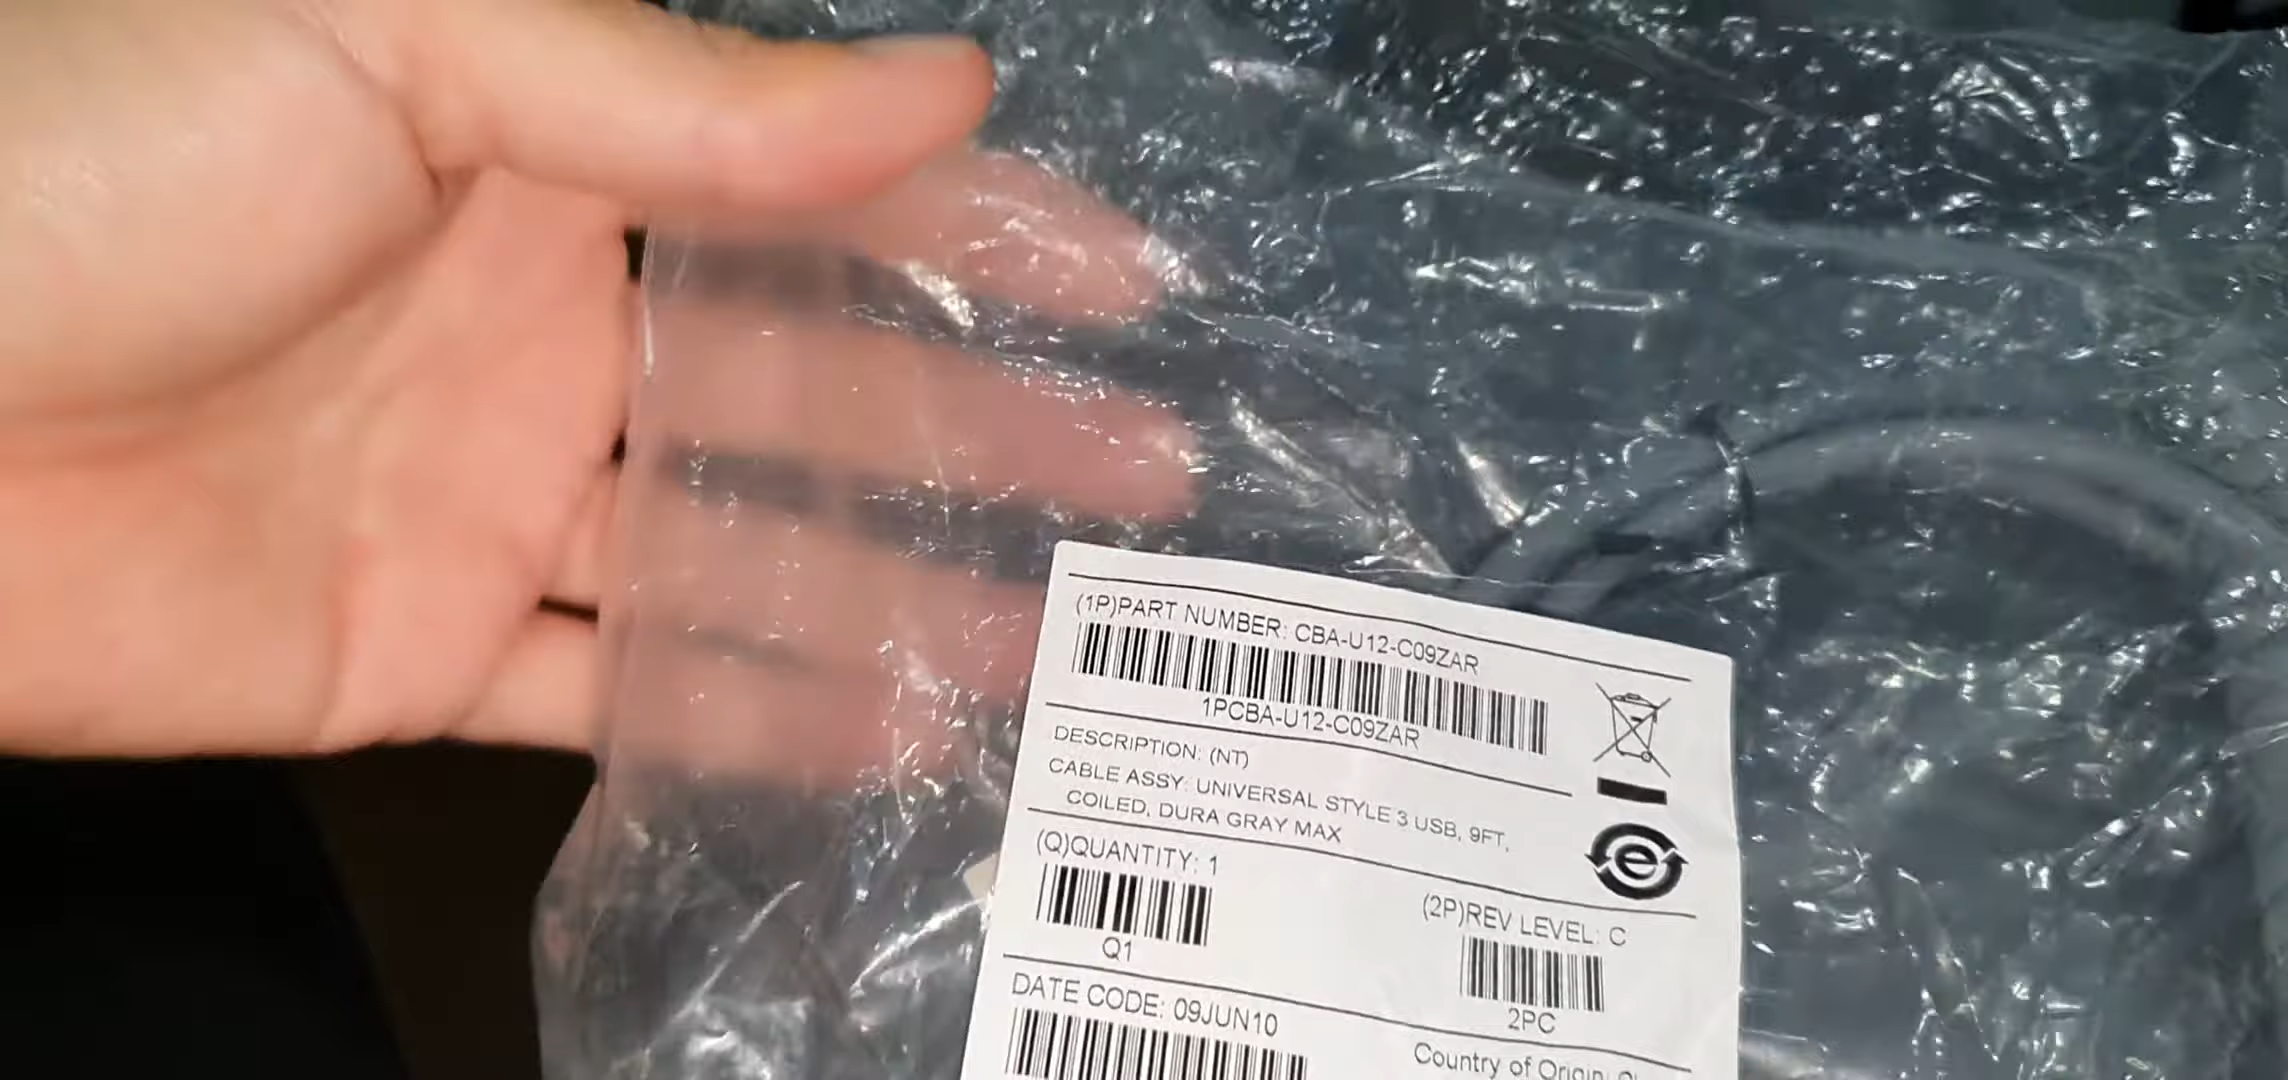 (1P)PART NUMBER: CBA-U12-C09ZAR
1PCBA-U12-C09ZAR
DESCRIPTION: (NT)
CABLE ASSY: UNIVERSAL STYLE 3 USB, 9FT,
COILED, DURA GRAY MAX
(Q)QUANTITY: 1
Q1
(2P)REV LEVEL: C
2PC
DATE CODE: 09JUN10
Country of Origin: